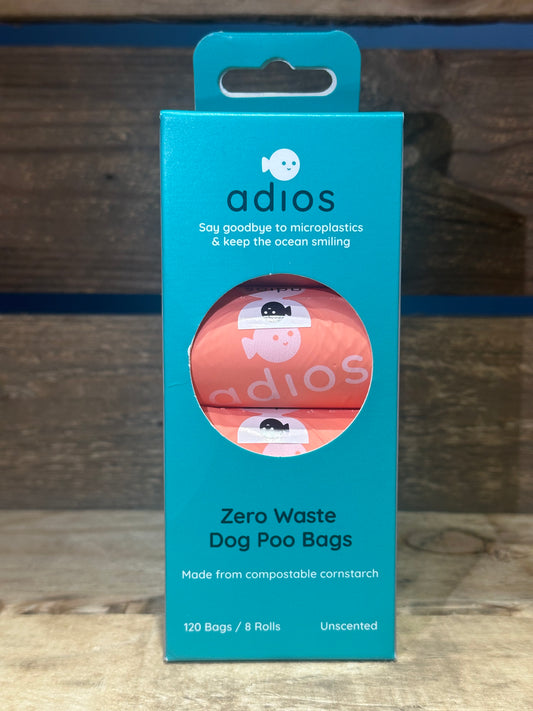 adios
Say goodbye to microplastics
& keep the ocean smiling
adios
Zero Waste
Dog Poo Bags
Made from compostable cornstarch
120 Bags / 8 Rolls Unscented